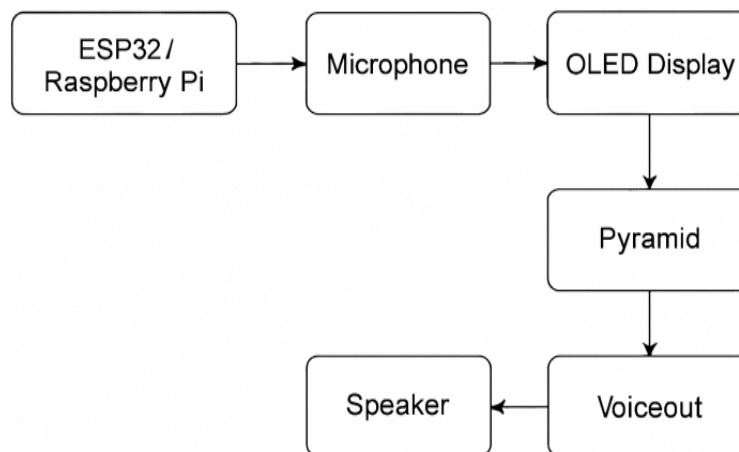 ESP32 /
Raspberry Pi
Microphone
OLED Display
Pyramid
Voiceout
Speaker